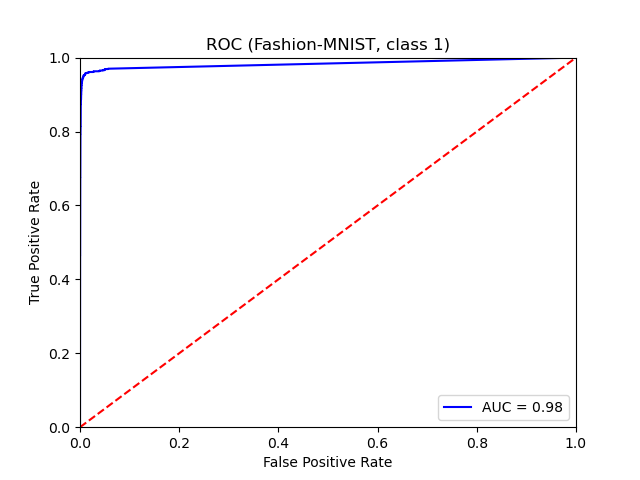 ROC (Fashion-MNIST, class 1)
True Positive Rate
1.0
0.8
0.6
0.4
0.2
0.0
AUC = 0.98
0.0 0.2 0.4 0.6 0.8 1.0
False Positive Rate